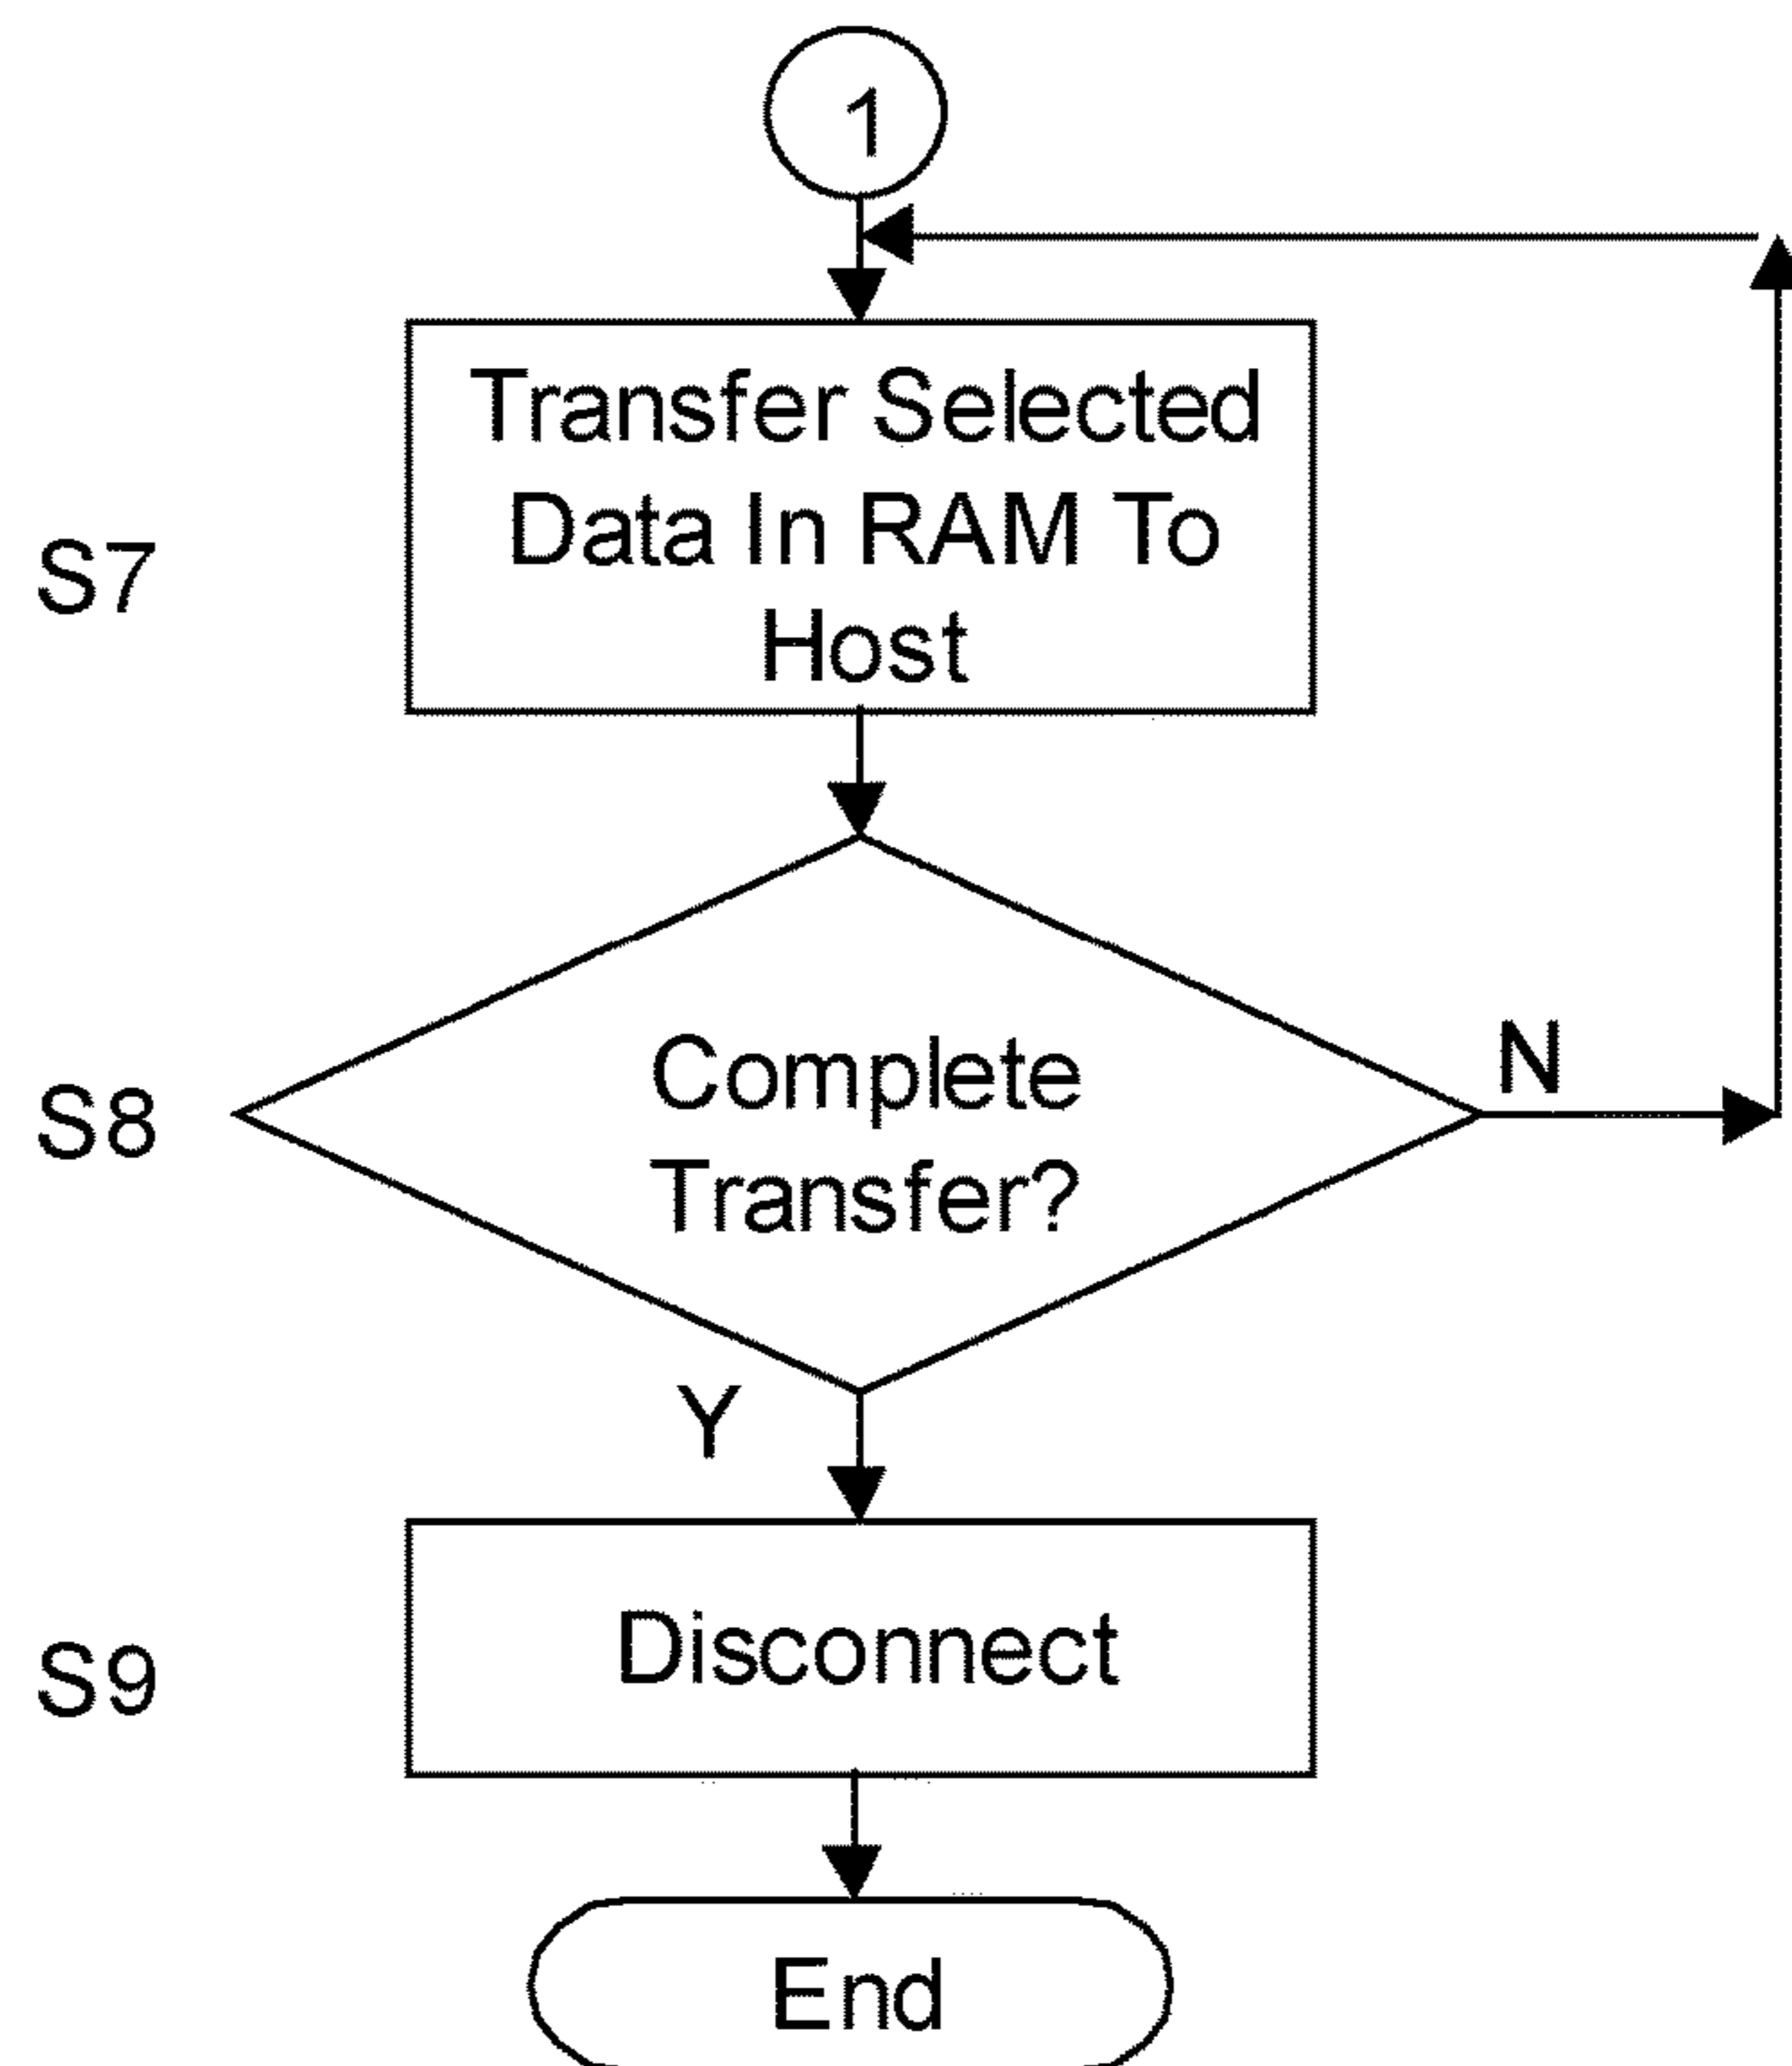 1
Transfer Selected
Data In RAM To
Host
S7
Complete
Transfer?
N
S8
Y
Disconnect
S9
End